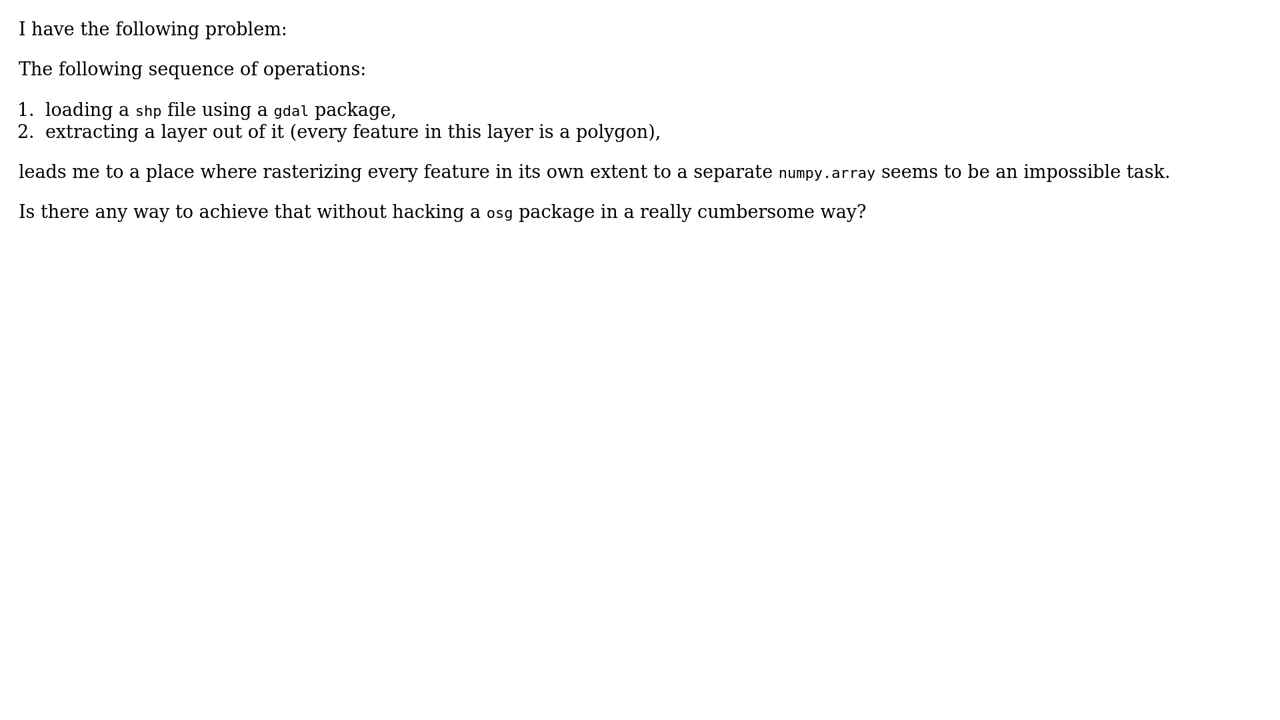 I have the following problem:
The following sequence of operations:
1. loading a shp file using a gdal package,
2. extracting a layer out of it (every feature in this layer is a polygon),
leads me to a place where rasterizing every feature in its own extent to a separate numpy.array seems to be an impossible task.
Is there any way to achieve that without hacking a osg package in a really cumbersome way?